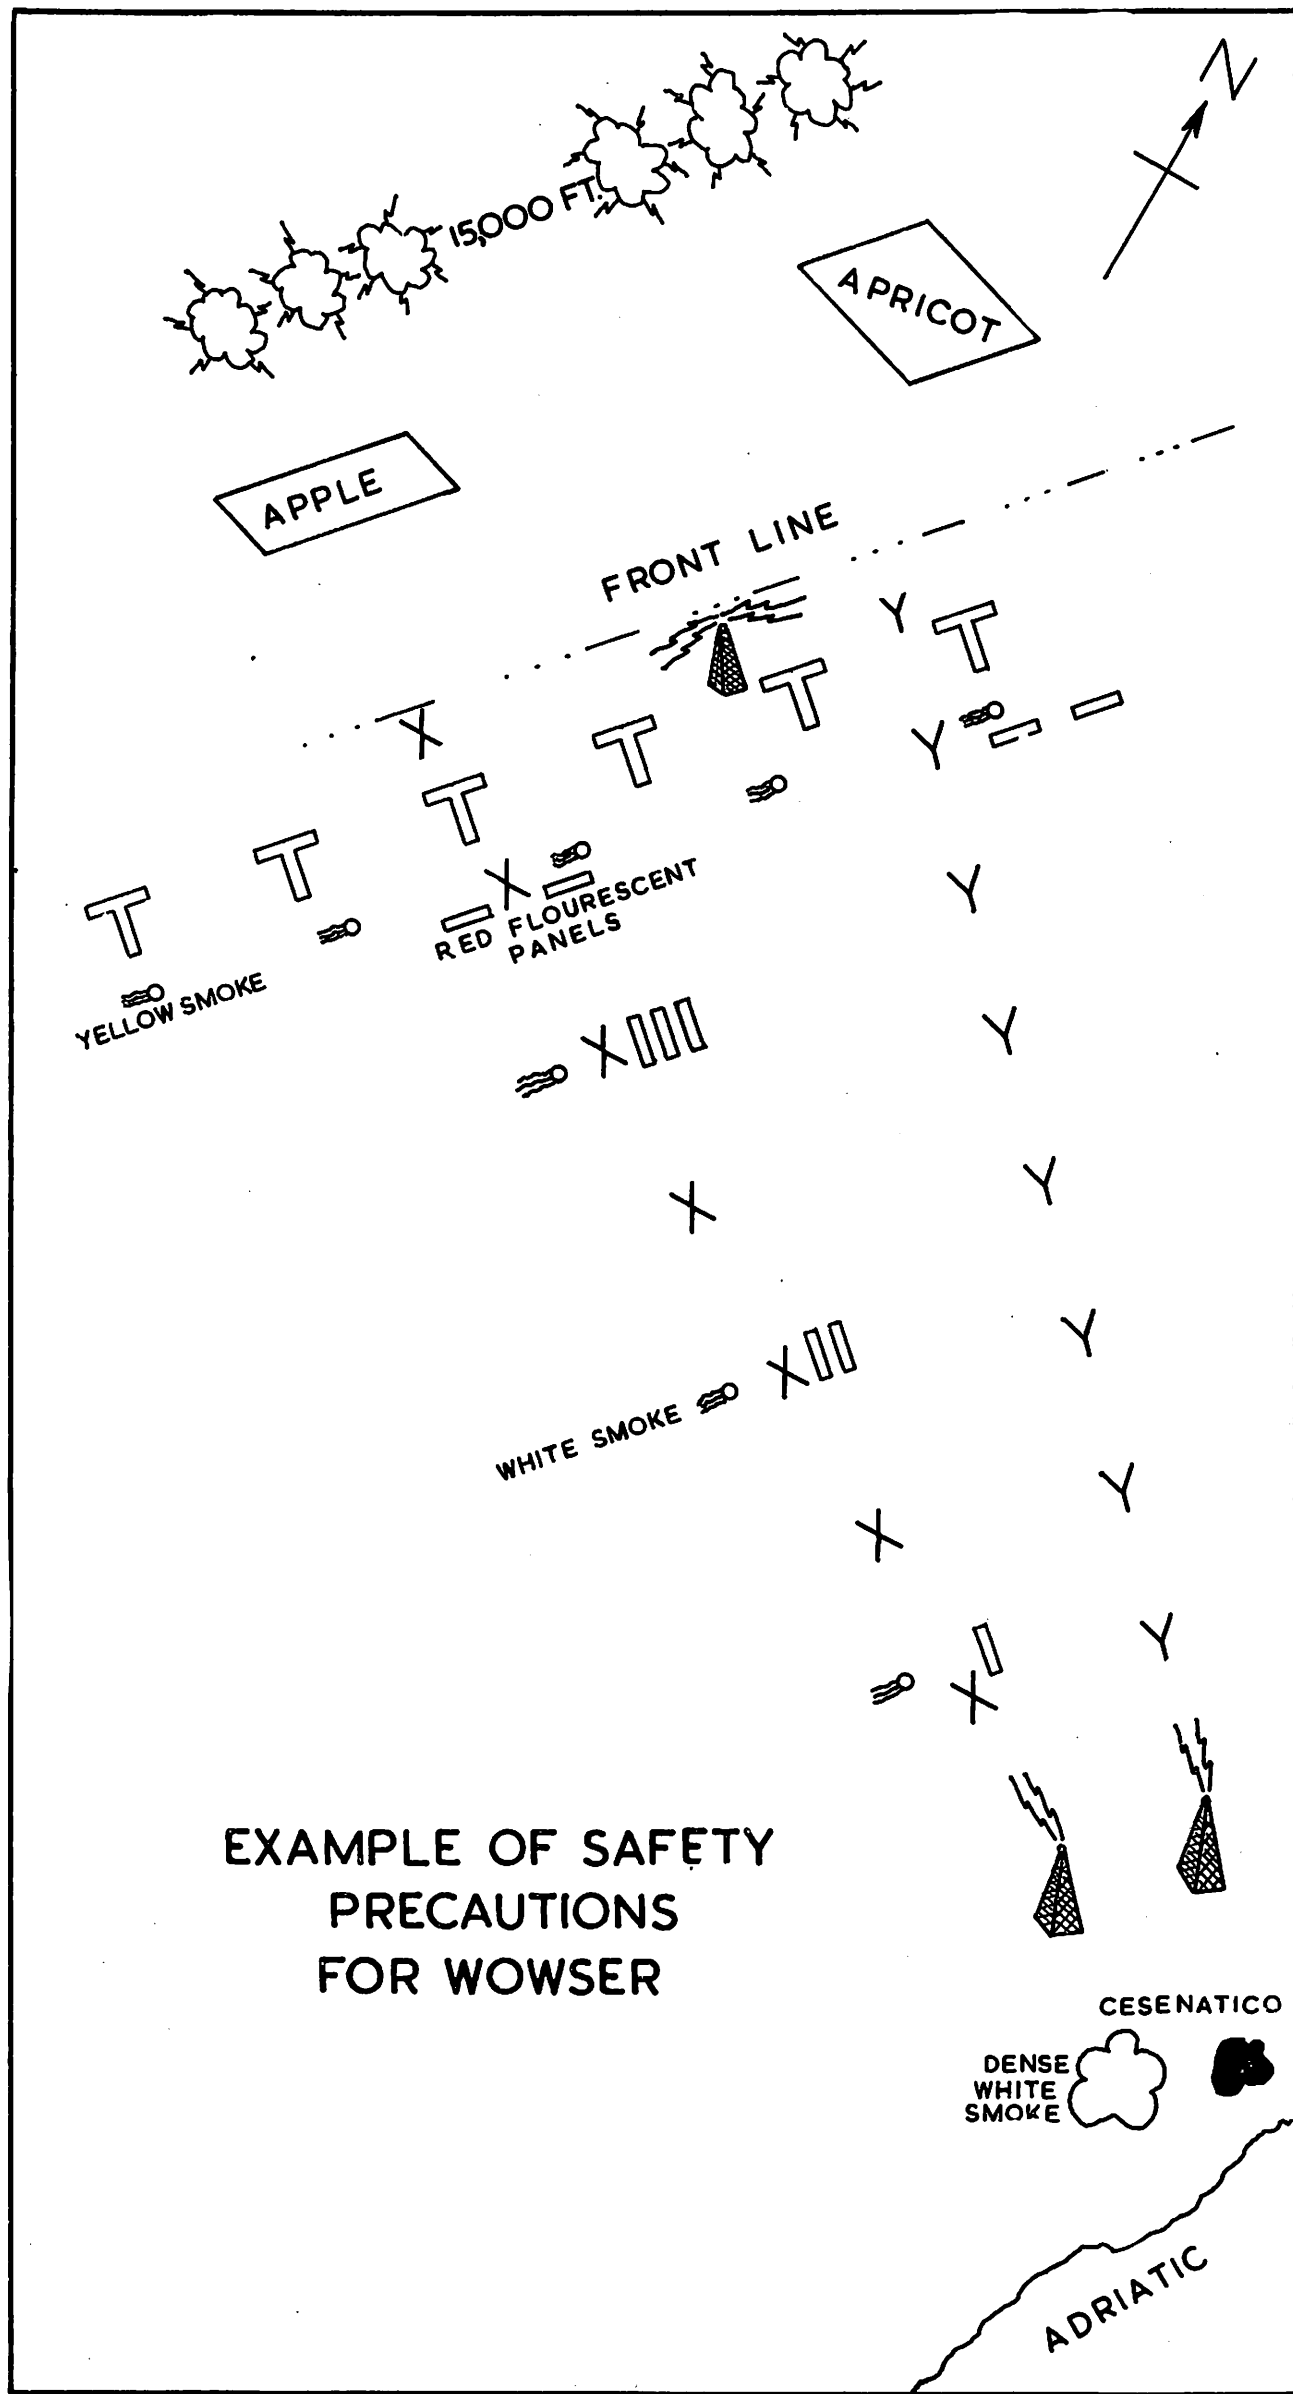 N
15,000 FT.
APRICOT
APPLE
FRONT LINE
Y
T
T
X
T
Y
T
T
X
Y
T
RED FLOURESCENT
PANELS
YELLOW SMOKE
X
Y
X
Y
X
Y
WHITE SMOKE
X
Y
X
Y
EXAMPLE OF SAFETY
PRECAUTIONS
FOR WOWSER
CESENATICO
DENSE
WHITE
SMOKE
ADRIATIC